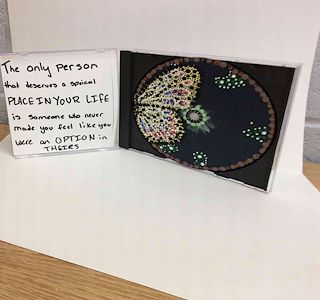 The only person
that deserves a spical
PLACE IN YOUR LIFE
is someone who never
made you feel like you
were an OPTION in
THEIRS